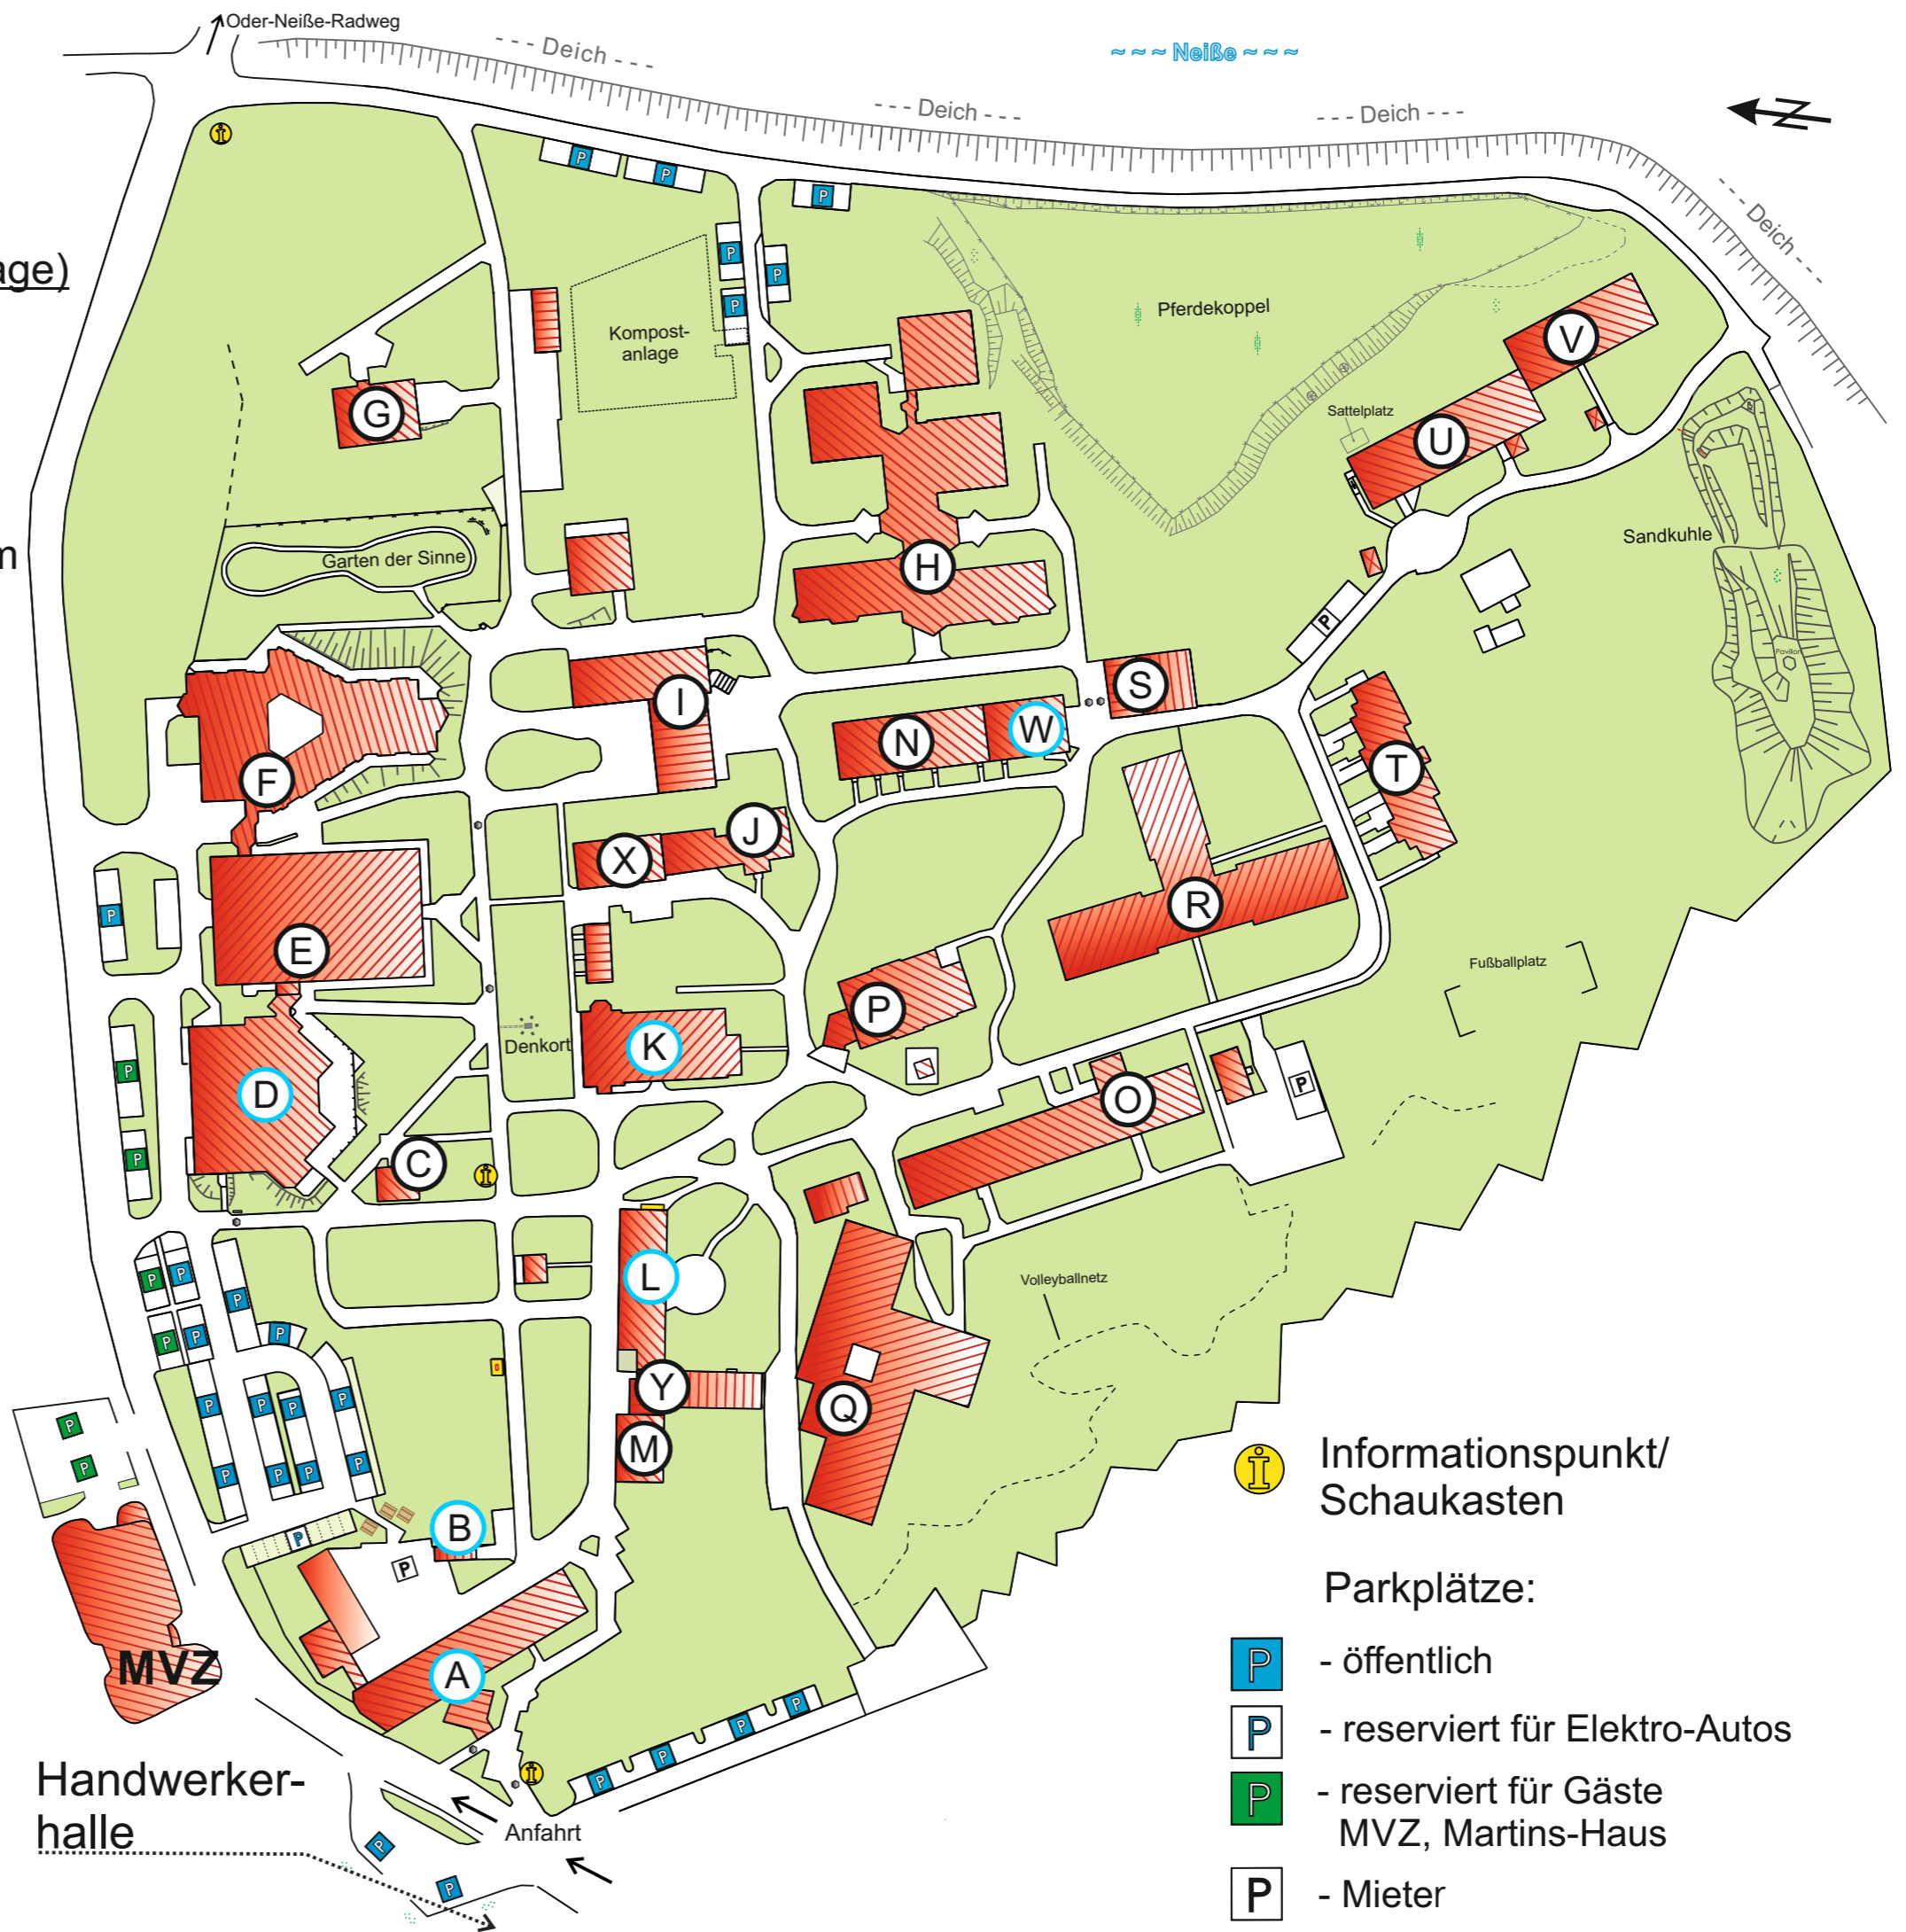 Oder-Neiße-Radweg
- - - Deich - - -
~ ~ ~ Neiße ~ ~ ~
- - - Deich - - -
- - - Deich - - -
N
- - - Deich - - -
age)
P
P
P
P
P
P
Kompost-
anlage
Pferdekoppel
V
G
Sattelplatz
U
Sandkuhle
Garten der Sinne
H
P
Pavillon
F
I
N
W
S
T
X
J
P
E
R
Fußballplatz
Denkort
K
P
P
D
P
O
P
C
P
L
Volleyballnetz
P
P
P
P
P
P
Y
Q
M
P
P
P
P
P
P
P
P
P
P
B
P
P
MVZ
A
Informationspunkt/
Schaukasten
Parkplätze:
P - öffentlich
P - reserviert für Elektro-Autos
P - reserviert für Gäste
MVZ, Martins-Haus
P - Mieter
P
P
P
P
Handwerker-
halle
Anfahrt
P
P